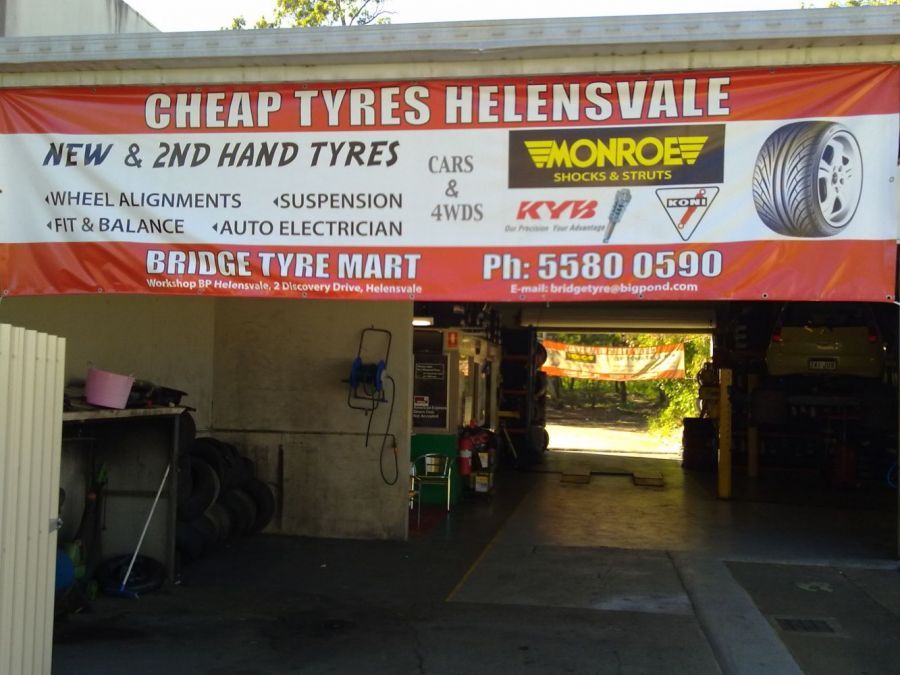 CHEAP TYRES HELENSVALE
NEW & 2ND HAND TYRES
CARS
&
4WDS
WHEEL ALIGNMENTS
SUSPENSION
FIT & BALANCE
AUTO ELECTRICIAN
MONROE
SHOCKS & STRUTS
KYB
Our Precision Your Advantage
KONI
BRIDGE TYRE MART
Ph: 5580 0590
Workshop BP Helensvale, 2 Discovery Drive, Helensvale
E-mail: bridgetyre@bigpond.com